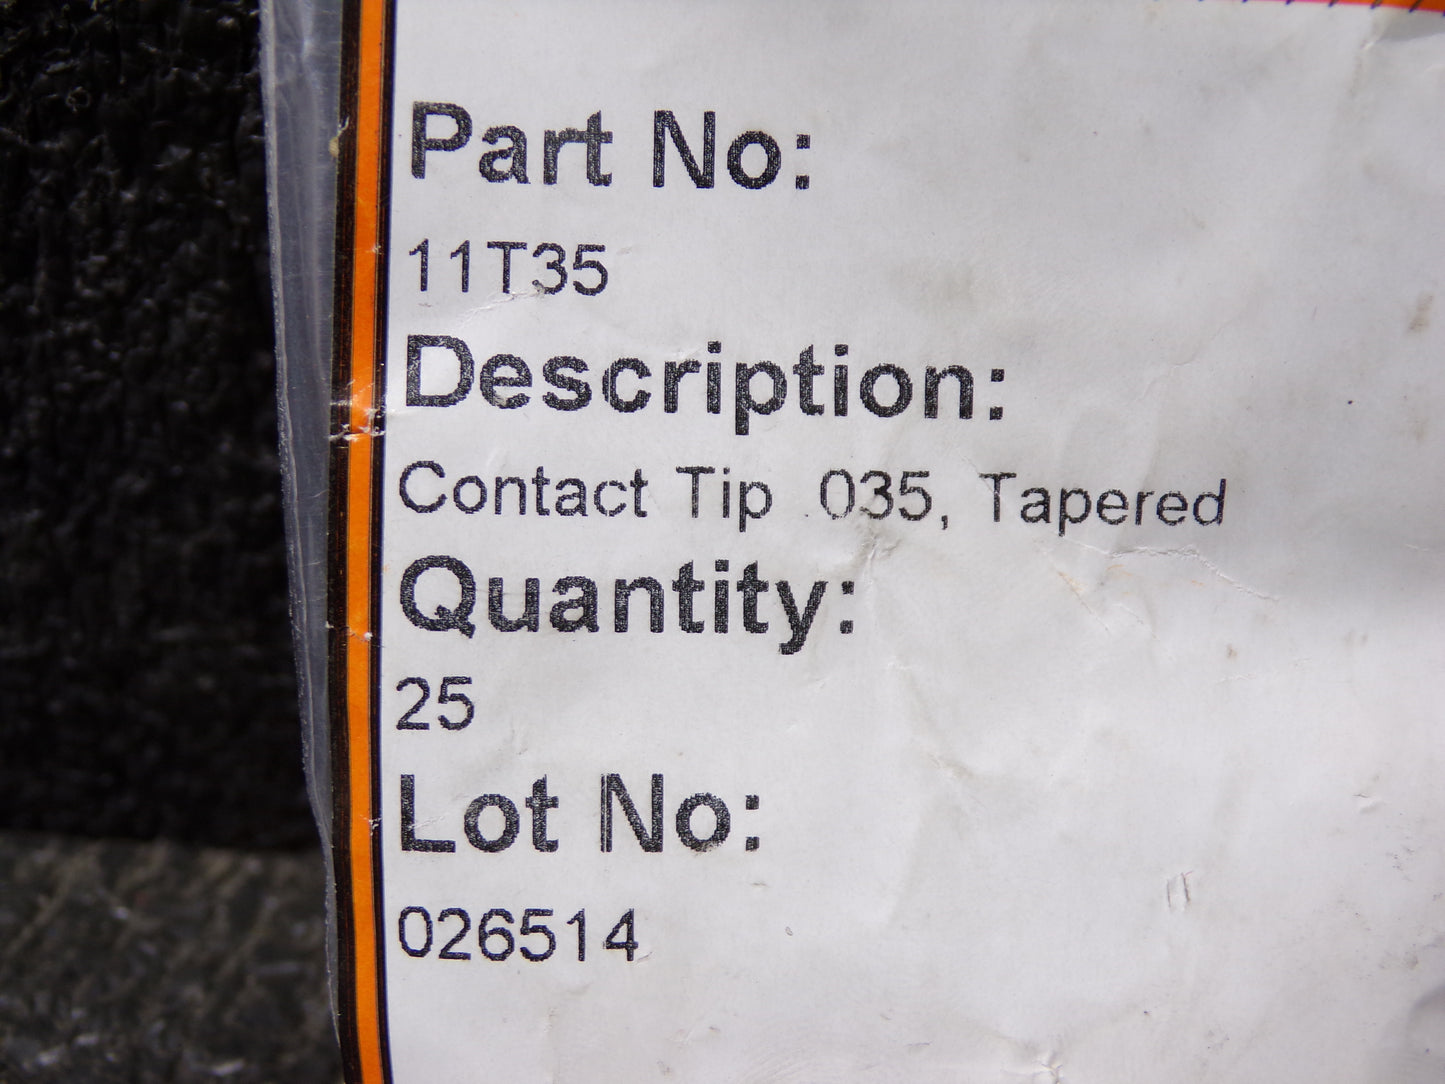 Part No:
11T35
Description:
Contact Tip .035, Tapered
Quantity:
25
Lot No:
026514